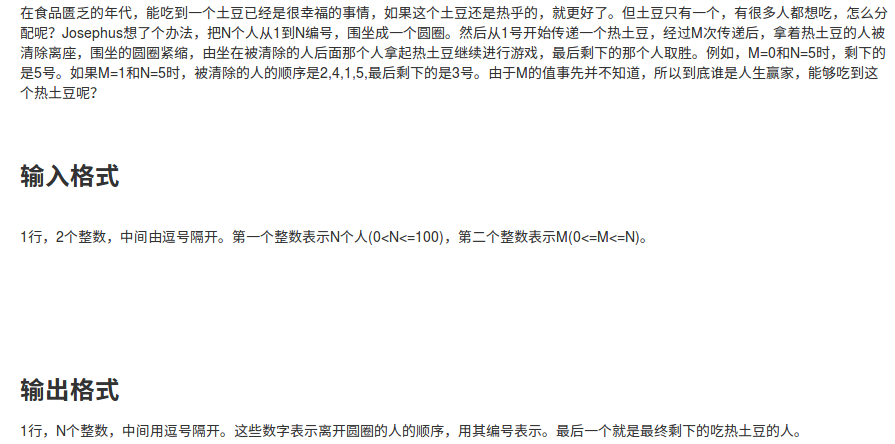 在食品匮乏的年代，能吃到一个土豆已经是很幸福的事情，如果这个土豆还是热乎的，就更好了。但土豆只有一个，有很多人都想吃，怎么分
配呢？Josephus想了个办法，把N个人从1到N编号，围坐成一个圆圈。然后从1号开始传递一个热土豆，经过M次传递后，拿着热土豆的人被
清除离座，围坐的圆圈紧缩，由坐在被清除的人后面那个人拿起热土豆继续进行游戏，最后剩下的那个人取胜。例如，M=0和N=5时，剩下的
是5号。如果M=1和N=5时，被清除的人的顺序是2,4,1,5,最后剩下的是3号。由于M的值事先并不知道，所以到底谁是人生赢家，能够吃到这
个热土豆呢？
输入格式
1行，2个整数，中间由逗号隔开。第一个整数表示N个人(0<N<=100)，第二个整数表示M(0<=M<=N)。
输出格式
1行，N个整数，中间用逗号隔开。这些数字表示离开圆圈的人的顺序，用其编号表示。最后一个就是最终剩下的吃热土豆的人。